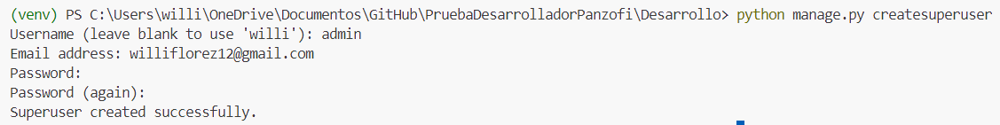 (venv) PS C:\Users\willi\OneDrive\Documentos\GitHub\PruebaDesarrolladorPanzofi\Desarrollo> python manage.py createsuperuser
Username (leave blank to use 'willi'): admin
Email address: williflorez12@gmail.com
Password:
Password (again):
Superuser created successfully.